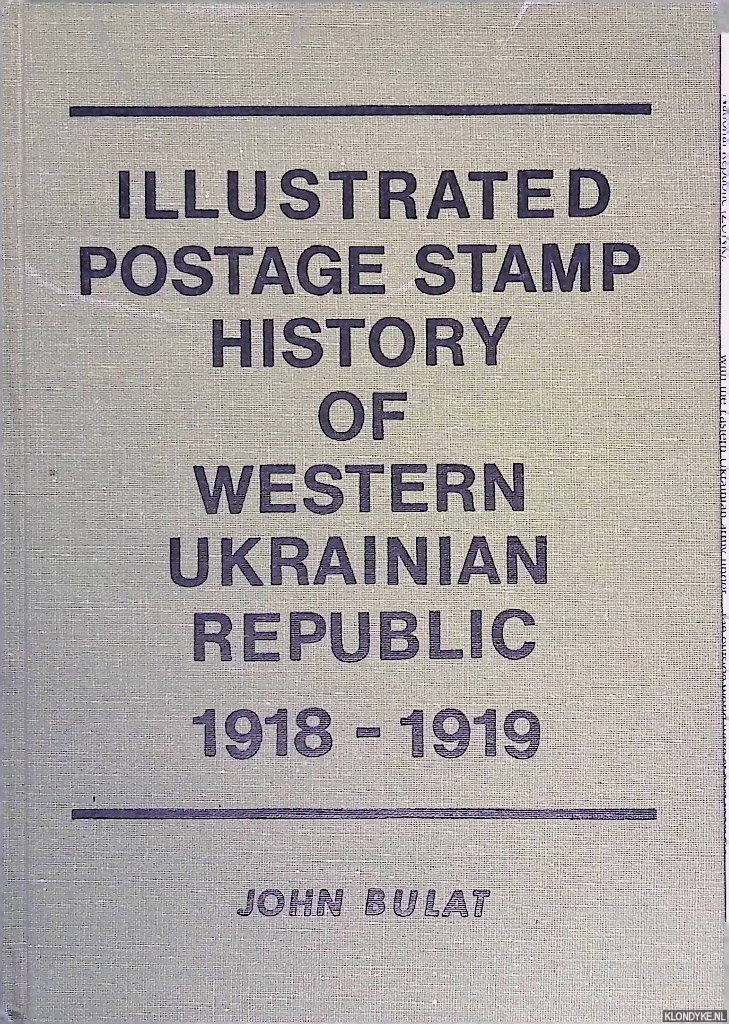 ILLUSTRATED
POSTAGE STAMP
HISTORY
OF
WESTERN
UKRAINIAN
REPUBLIC
1918 - 1919
JOHN BULAT
KLONDYKE.NL